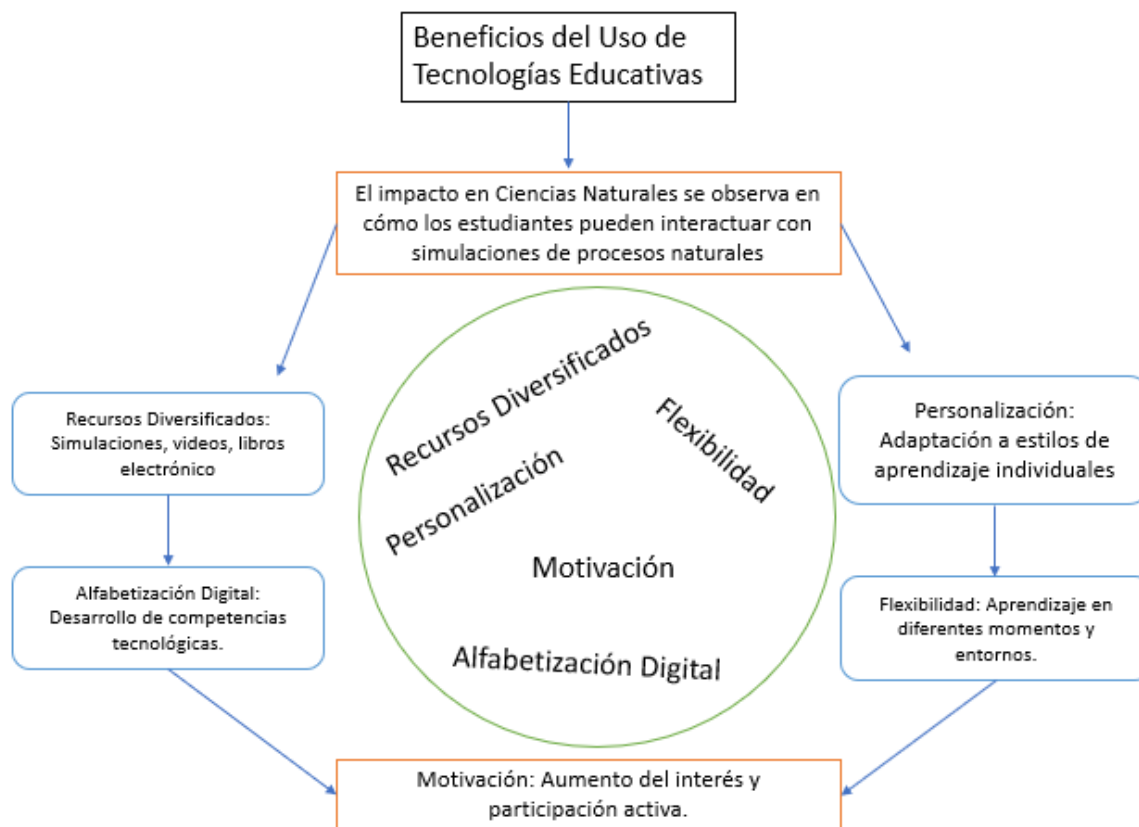 Beneficios del Uso de
Tecnologías Educativas
El impacto en Ciencias Naturales se observa en
cómo los estudiantes pueden interactuar con
simulaciones de procesos naturales
Recursos Diversificados:
Simulaciones, videos, libros
electrónico
Alfabetización Digital:
Desarrollo de competencias
tecnológicas.
Recursos Diversificados
Flexibilidad
Personalización
Motivación
Alfabetización Digital
Personalización:
Adaptación a estilos de
aprendizaje individuales
Flexibilidad: Aprendizaje en
diferentes momentos y
entornos.
Motivación: Aumento del interés y
participación activa.